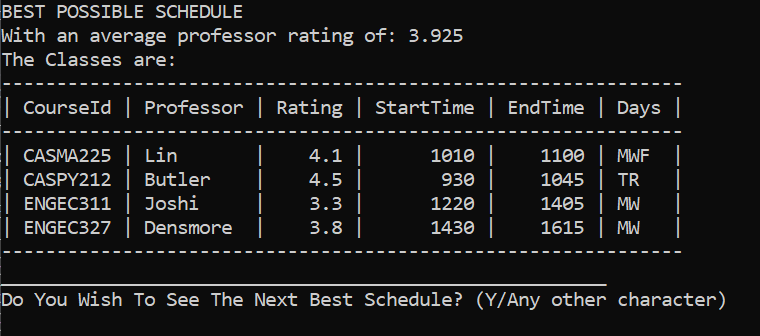 BEST POSSIBLE SCHEDULE
With an average professor rating of: 3.925
The Classes are:
---------------------------------------------------------------
| CourseId | Professor | Rating | StartTime | EndTime | Days |
---------------------------------------------------------------
| CASMA225 | Lin       |    4.1 |      1010 |    1100 | MWF  |
| CASPY212 | Butler    |    4.5 |       930 |    1045 | TR   |
| ENGEC311 | Joshi     |    3.3 |      1220 |    1405 | MW   |
| ENGEC327 | Densmore  |    3.8 |      1430 |    1615 | MW   |
---------------------------------------------------------------
_______________________________________________________
Do You Wish To See The Next Best Schedule? (Y/Any other character)